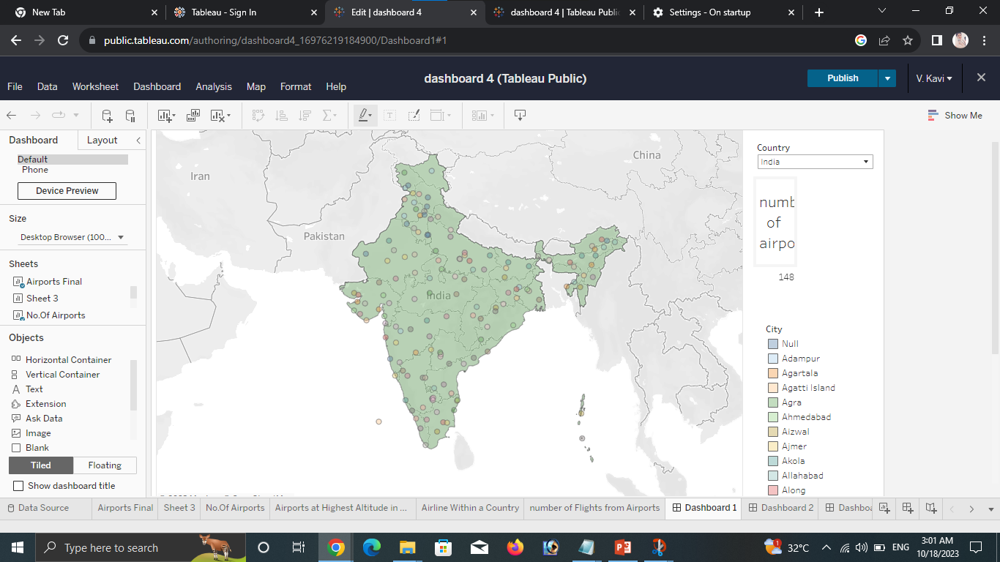 New Tab
Tableau - Sign In
Edit | dashboard 4
dashboard 4 | Tableau Public
Settings - On startup
public.tableau.com/authoring/dashboard4_16976219184900/Dashboard1#1
dashboard 4 (Tableau Public)
Publish
V. Kavi
File
Data
Worksheet
Dashboard
Analysis
Map
Format
Help
Show Me
Dashboard
Layout
Default
Phone
Device Preview
Size
Desktop Browser (100...
Sheets
Airports Final
Sheet 3
No.Of Airports
Objects
Horizontal Container
Vertical Container
Text
Extension
Ask Data
Image
Blank
Tiled
Floating
Show dashboard title
Iran
Pakistan
China
India
Country
India
numb
of
airpo
148
City
Null
Adampur
Agartala
Agatti Island
Agra
Ahmedabad
Aizwal
Ajmer
Akola
Allahabad
Along
Data Source
Airports Final
Sheet 3
No.Of Airports
Airports at Highest Altitude in ...
Airline Within a Country
number of Flights from Airports
Dashboard 1
Dashboard 2
Dashboa
Type here to search
1
32°C
ENG
3:01 AM
10/18/2023